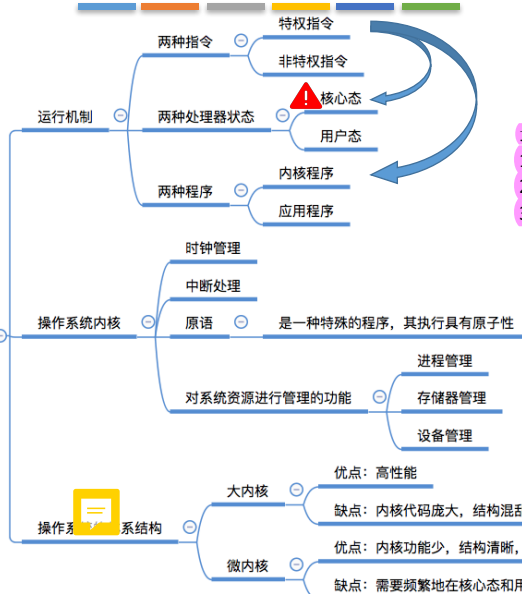 特权指令
两种指令
非特权指令
核心态
运行机制
两种处理器状态
用户态
内核程序
两种程序
应用程序
时钟管理
中断处理
操作系统内核
原语
是一种特殊的程序，其执行具有原子性
进程管理
对系统资源进行管理的功能
存储器管理
设备管理
优点：高性能
大内核
缺点：内核代码庞大，结构混乱
操作系 系结构
优点：内核功能少，结构清晰，
微内核
缺点：需要频繁地在核心态和用